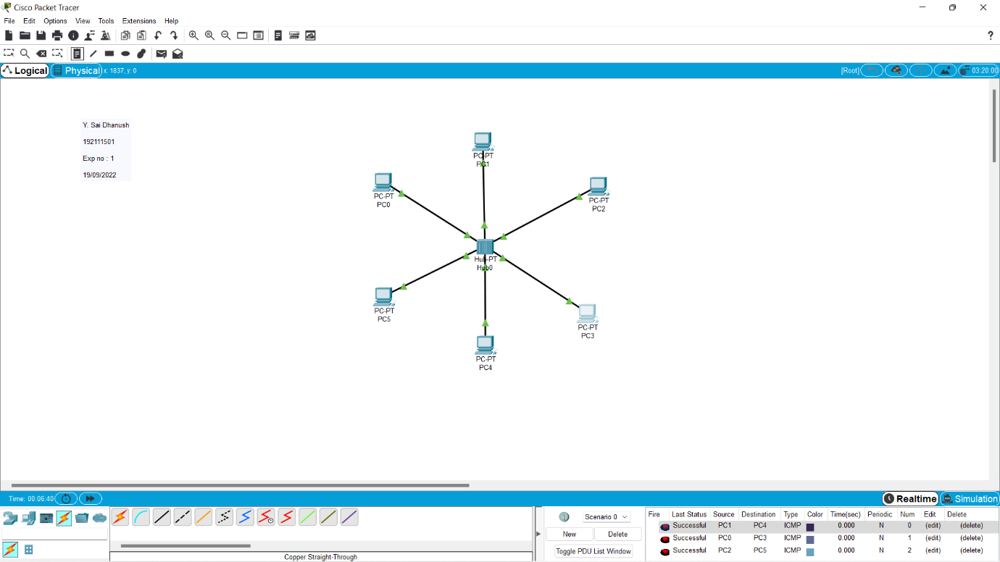 Cisco Packet Tracer
File Edit Options View Tools Extensions Help
?
Logical Physical x: 1837, y: 0 [Root] 03:20:00
Y. Sai Dhanush
192111501
Exp no : 1
19/09/2022
PC-PT
PC1
PC-PT
PC0
PC-PT
PC2
Hub-PT
Hub0
PC-PT
PC5
PC-PT
PC3
PC-PT
PC4
Time: 00:06:40 Realtime Simulation
Scenario 0
New Delete
Toggle PDU List Window
Fire Last Status Source Destination Type Color Time(sec) Periodic Num Edit Delete
Successful PC1 PC4 ICMP 0.000 N 0 (edit) (delete)
Successful PC0 PC3 ICMP 0.000 N 1 (edit) (delete)
Successful PC2 PC5 ICMP 0.000 N 2 (edit) (delete)
Copper Straight-Through